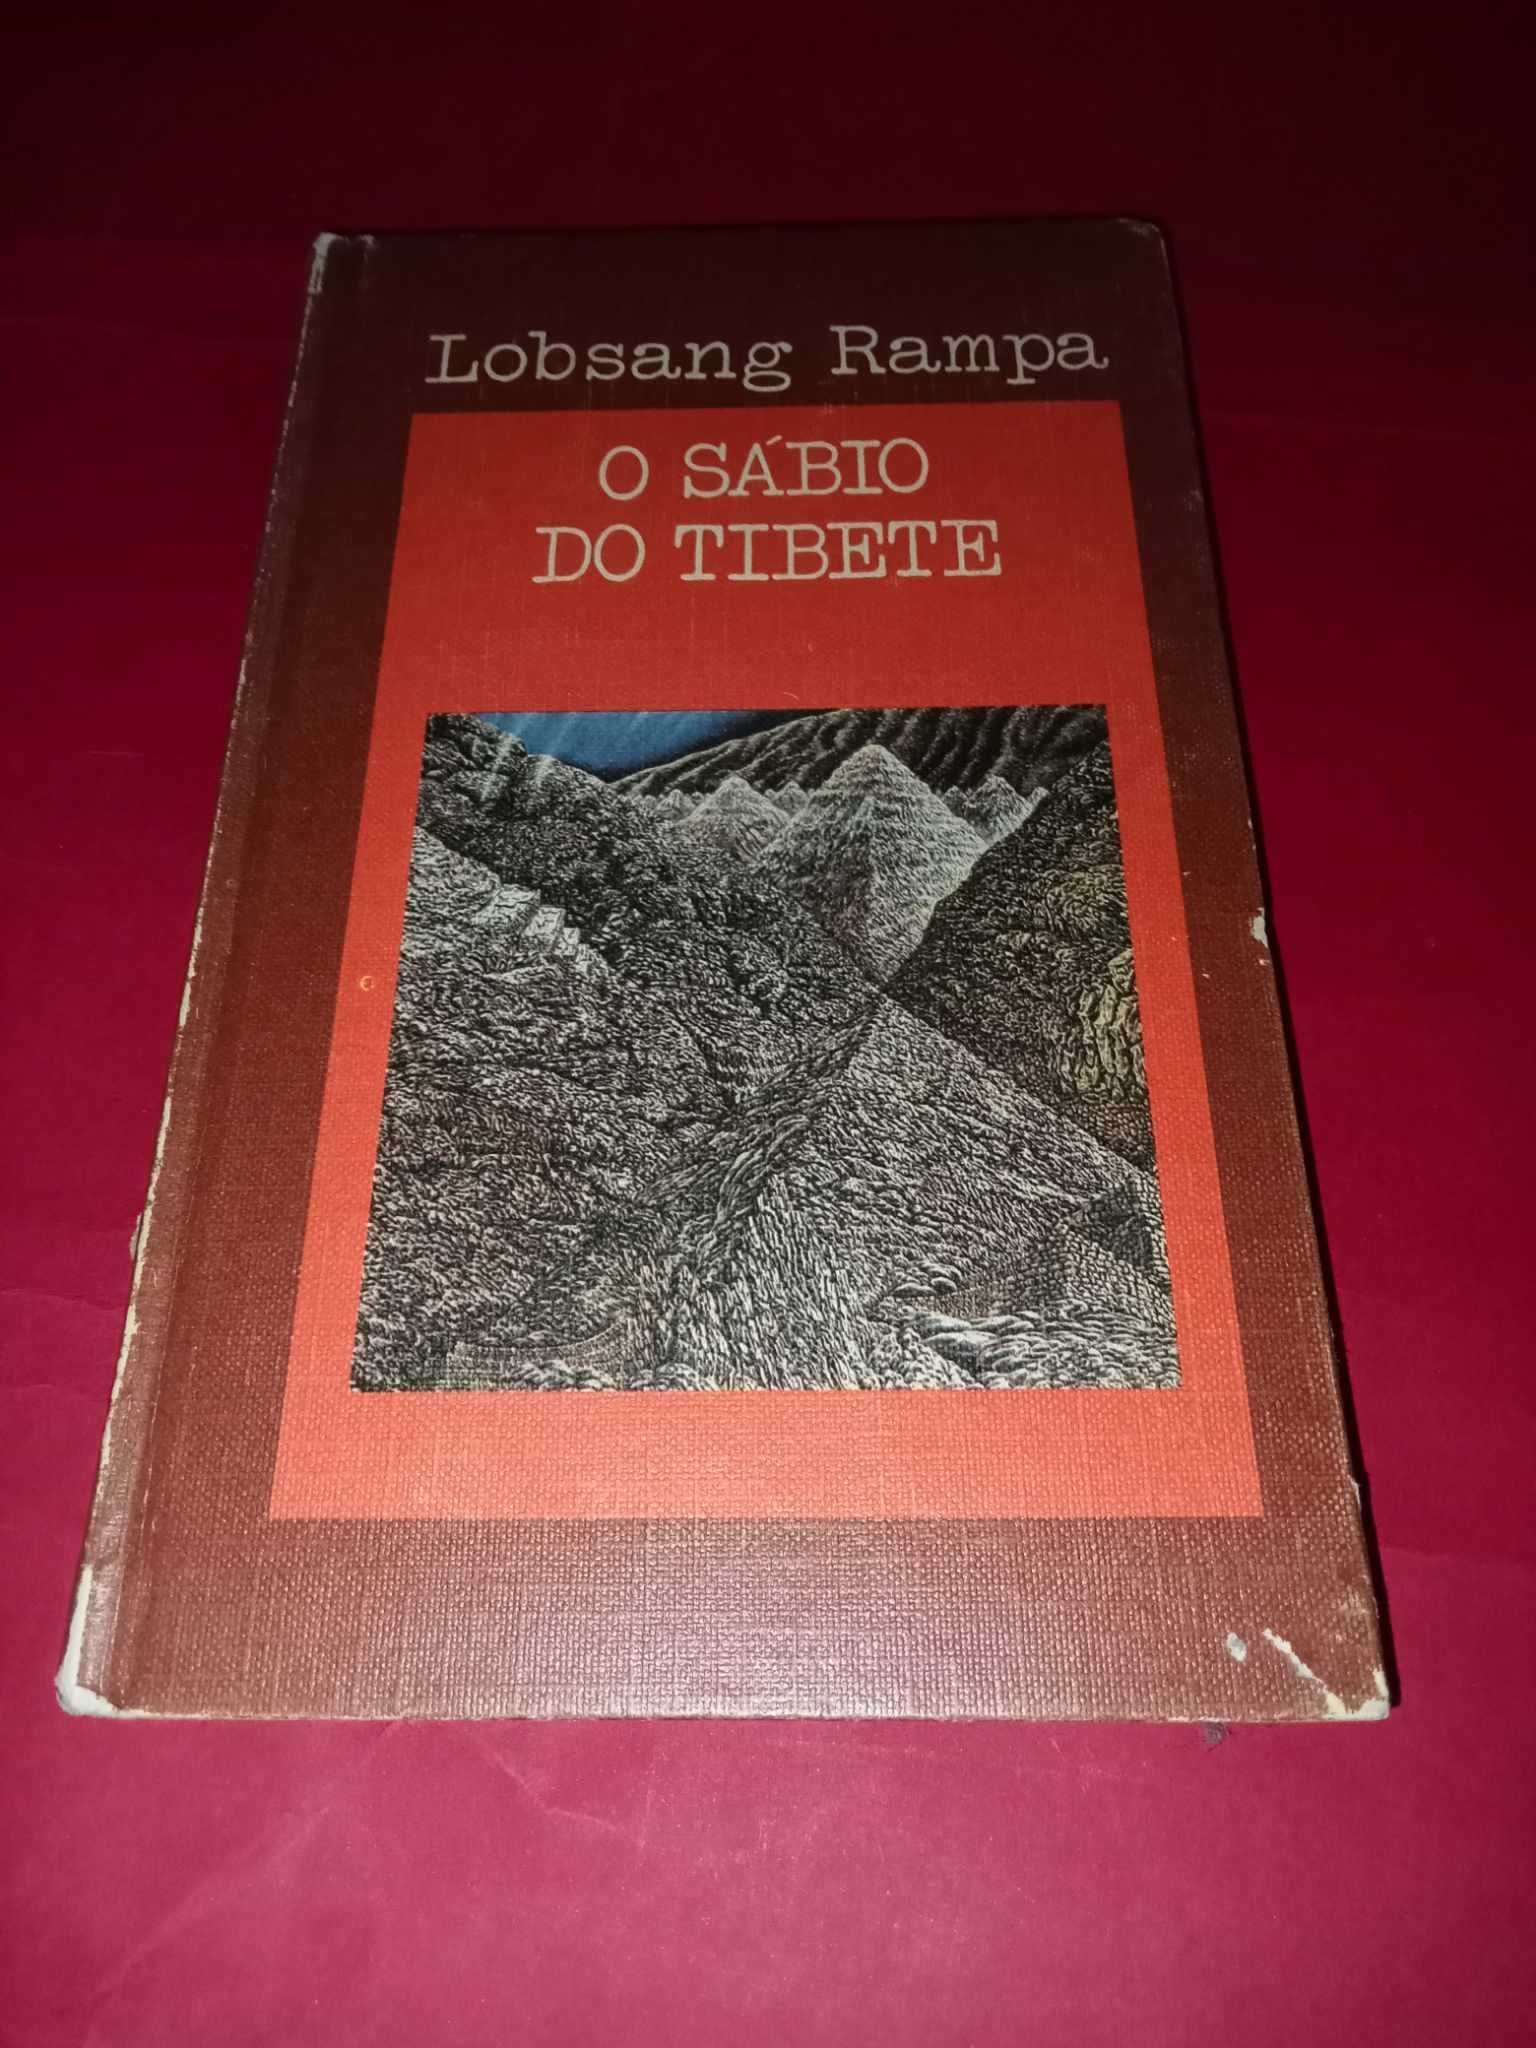 Lobsang Rampa
O SÁBIO
DO TIBETE